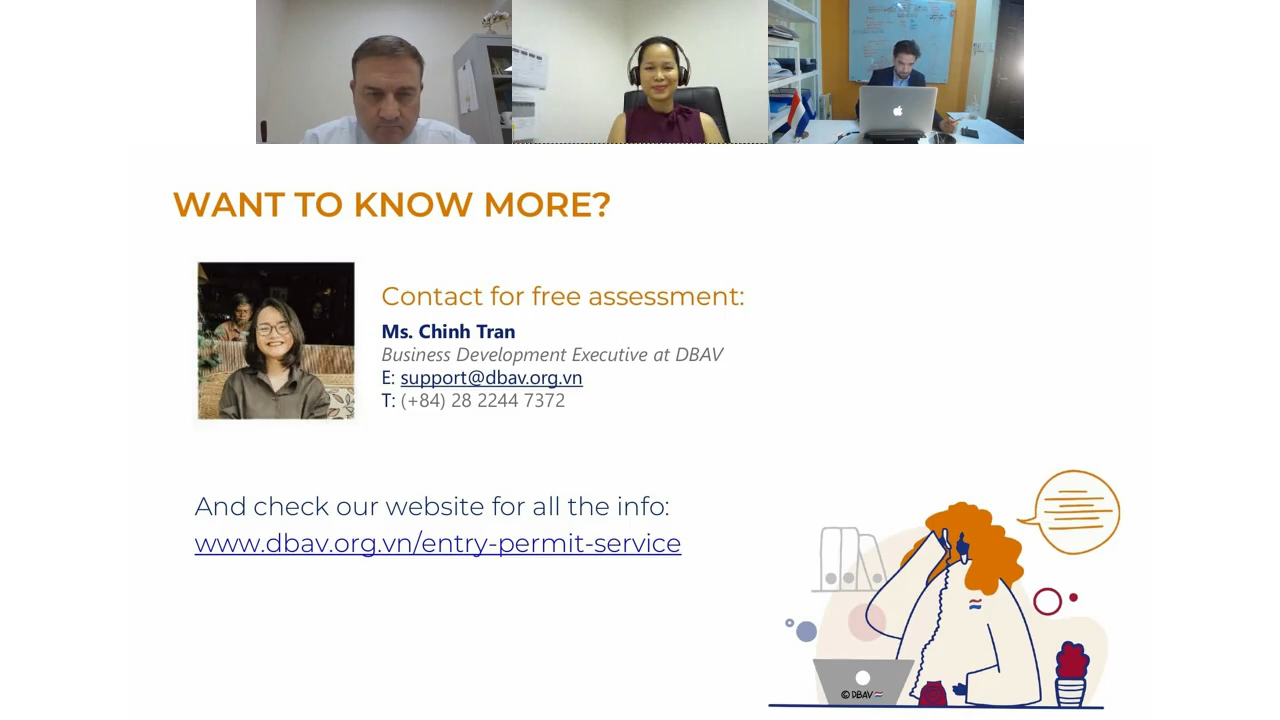 WANT TO KNOW MORE?
Contact for free assessment:
Ms. Chinh Tran
Business Development Executive at DBAV
E: support@dbav.org.vn
T: (+84) 28 2244 7372
And check our website for all the info:
www.dbav.org.vn/entry-permit-service
© DBAV